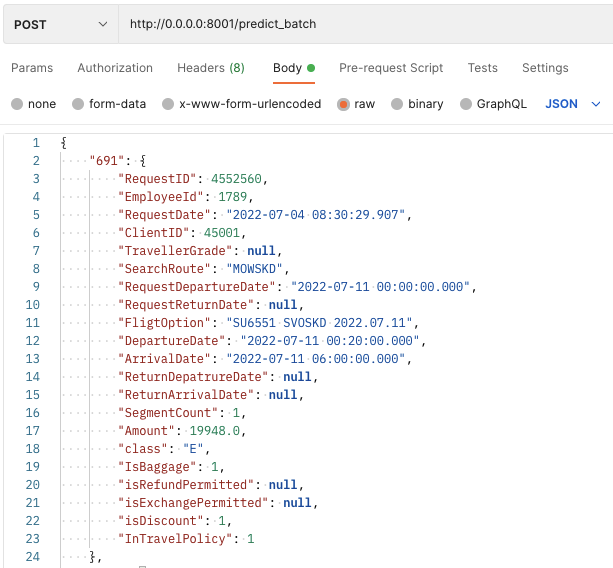 POST http://0.0.0.0:8001/predict_batch
Params Authorization Headers (8) Body Pre-request Script Tests Settings
none form-data x-www-form-urlencoded raw binary GraphQL JSON
1 {
2 "691": {
3 "RequestID": 4552560,
4 "EmployeeId": 1789,
5 "RequestDate": "2022-07-04 08:30:29.907",
6 "ClientID": 45001,
7 "TravellerGrade": null,
8 "SearchRoute": "MOWSKD",
9 "RequestDepartureDate": "2022-07-11 00:00:00.000",
10 "RequestReturnDate": null,
11 "FligtOption": "SU6551 SVOSKD 2022.07.11",
12 "DepartureDate": "2022-07-11 00:20:00.000",
13 "ArrivalDate": "2022-07-11 06:00:00.000",
14 "ReturnDepatrureDate": null,
15 "ReturnArrivalDate": null,
16 "SegmentCount": 1,
17 "Amount": 19948.0,
18 "class": "E",
19 "IsBaggage": 1,
20 "isRefundPermitted": null,
21 "isExchangePermitted": null,
22 "isDiscount": 1,
23 "InTravelPolicy": 1
24 },